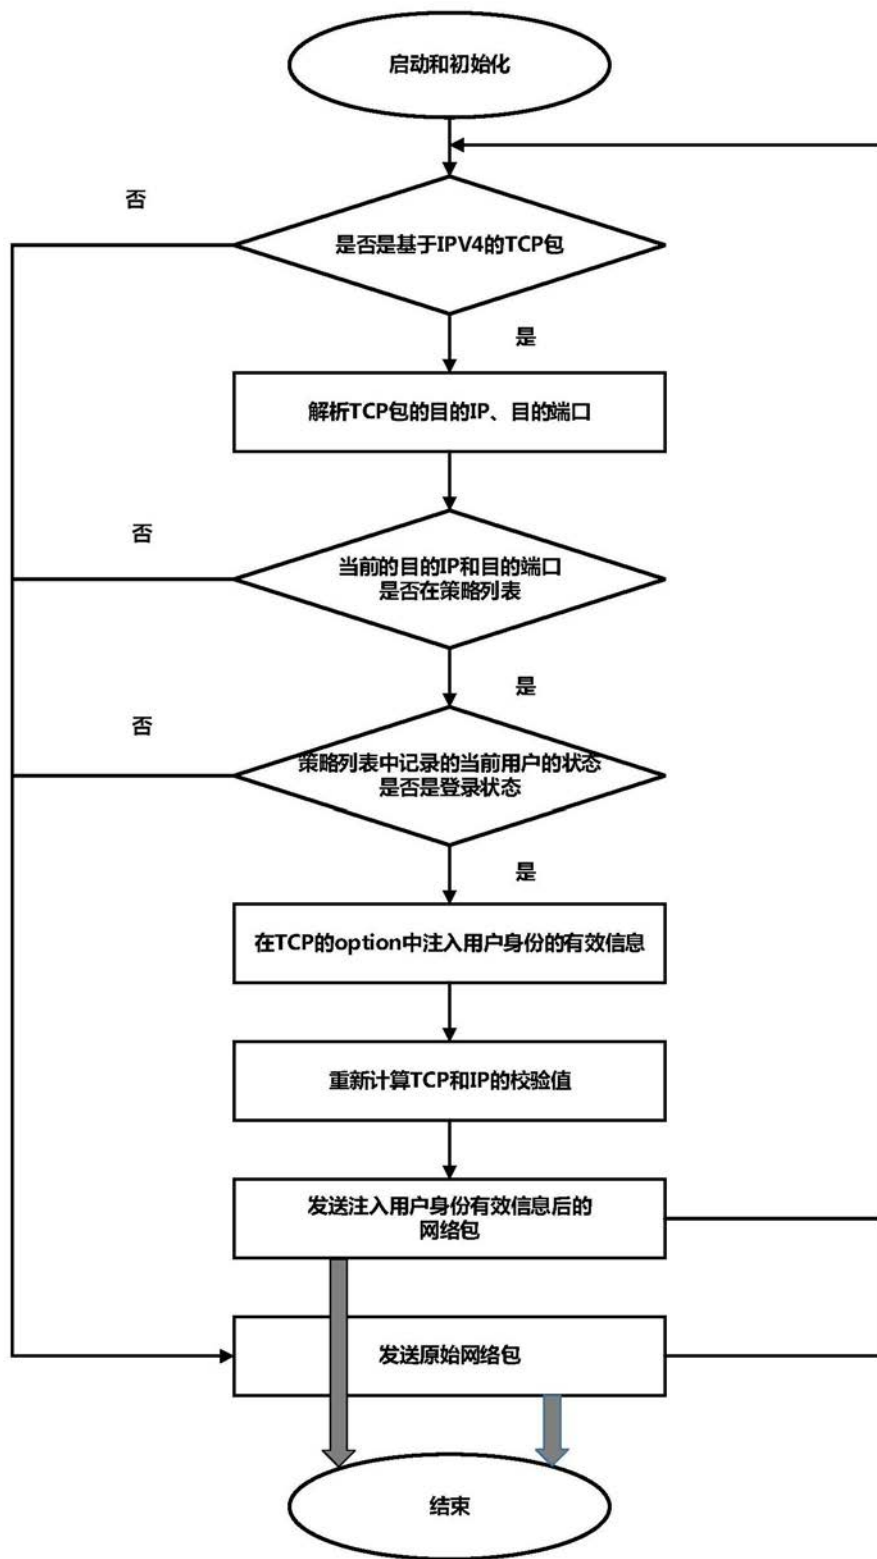 启动和初始化
否
是否是基于IPV4的TCP包
是
解析TCP包的目的IP、目的端口
否
当前的目的IP和目的端口
是否在策略列表
是
否
策略列表中记录的当前用户的状态
是否是登录状态
是
在TCP的option中注入用户身份的有效信息
重新计算TCP和IP的校验值
发送注入用户身份有效信息后的
网络包
发送原始网络包
结束